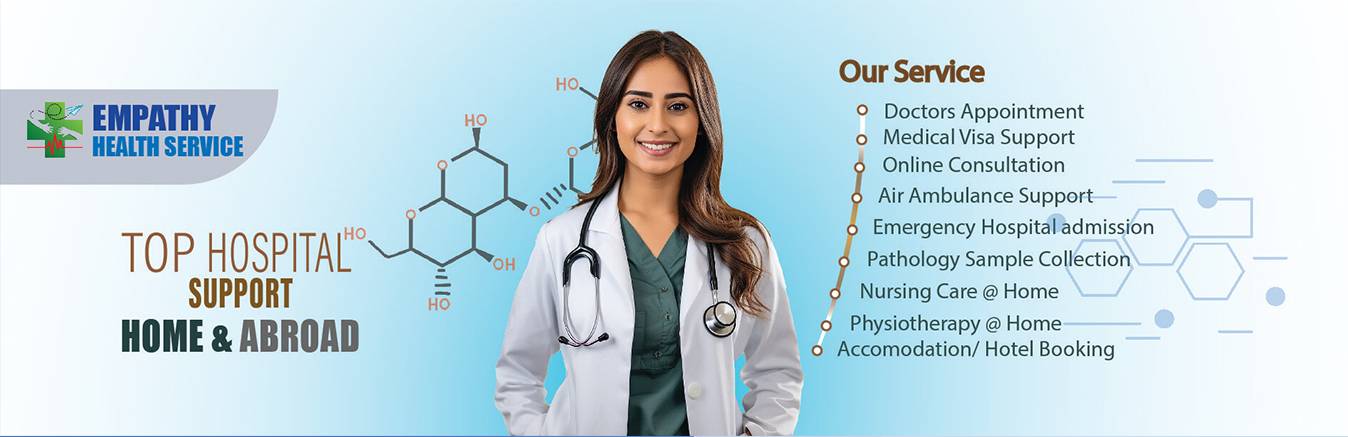 EMPATHY
HEALTH SERVICE
TOP HOSPITAL
SUPPORT
HOME & ABROAD
HO
HO
O
O
O
O
HO
OH
HO
Our Service
Doctors Appointment
Medical Visa Support
Online Consultation
Air Ambulance Support
Emergency Hospital admission
Pathology Sample Collection
Nursing Care @ Home
Physiotherapy @ Home
Accomodation/ Hotel Booking